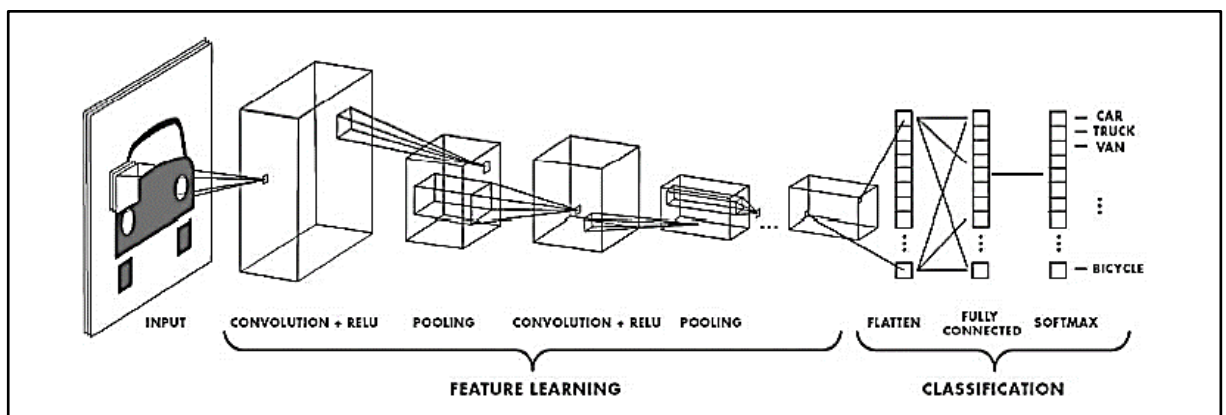 CAR
TRUCK
VAN
BICYCLE
INPUT
CONVOLUTION + RELU
POOLING
CONVOLUTION + RELU
POOLING
FLATTEN
FULLY
CONNECTED
SOFTMAX
FEATURE LEARNING
CLASSIFICATION